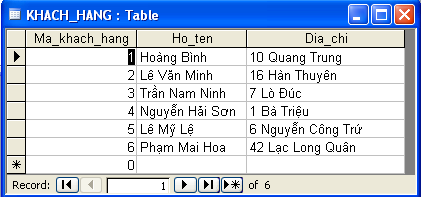 KHACH_HANG : Table
Ma_khach_hang Ho_ten Dia_chi
1 Hoàng Bình 10 Quang Trung
2 Lê Văn Minh 16 Hàn Thuyên
3 Trần Nam Ninh 7 Lò Đúc
4 Nguyễn Hải Sơn 1 Bà Triệu
5 Lê Mỹ Lệ 6 Nguyễn Công Trứ
6 Phạm Mai Hoa 42 Lạc Long Quân
0
Record: 1 of 6